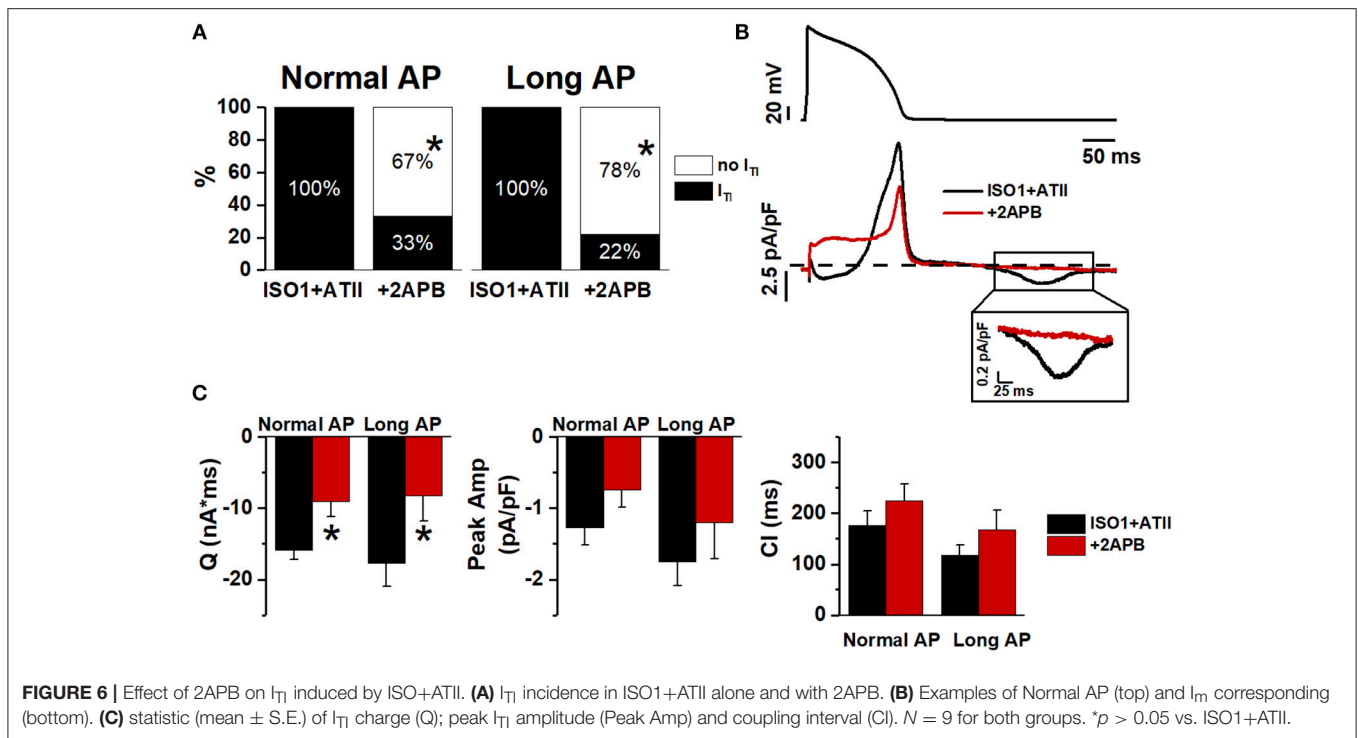 A
Normal AP Long AP
100
80
60
40
20
0
%
100%
67%
*
33%
100%
78%
*
22%
no I_TI
I_TI
ISO1+ATII +2APB ISO1+ATII +2APB
B
20 mV
50 ms
ISO1+ATII
+2APB
2.5 pA/pF
0.2 pA/pF
25 ms
C
Normal AP Long AP
0
-10
-20
Q (nA*ms)
* *
Normal AP Long AP
0
-1
-2
Peak Amp
(pA/pF)
300
200
100
0
CI (ms)
Normal AP Long AP
ISO1+ATII
+2APB
FIGURE 6 | Effect of 2APB on I_TI induced by ISO+ATII. (A) I_TI incidence in ISO1+ATII alone and with 2APB. (B) Examples of Normal AP (top) and I_m corresponding
(bottom). (C) statistic (mean ± S.E.) of I_TI charge (Q); peak I_TI amplitude (Peak Amp) and coupling interval (CI). N = 9 for both groups. *p > 0.05 vs. ISO1+ATII.